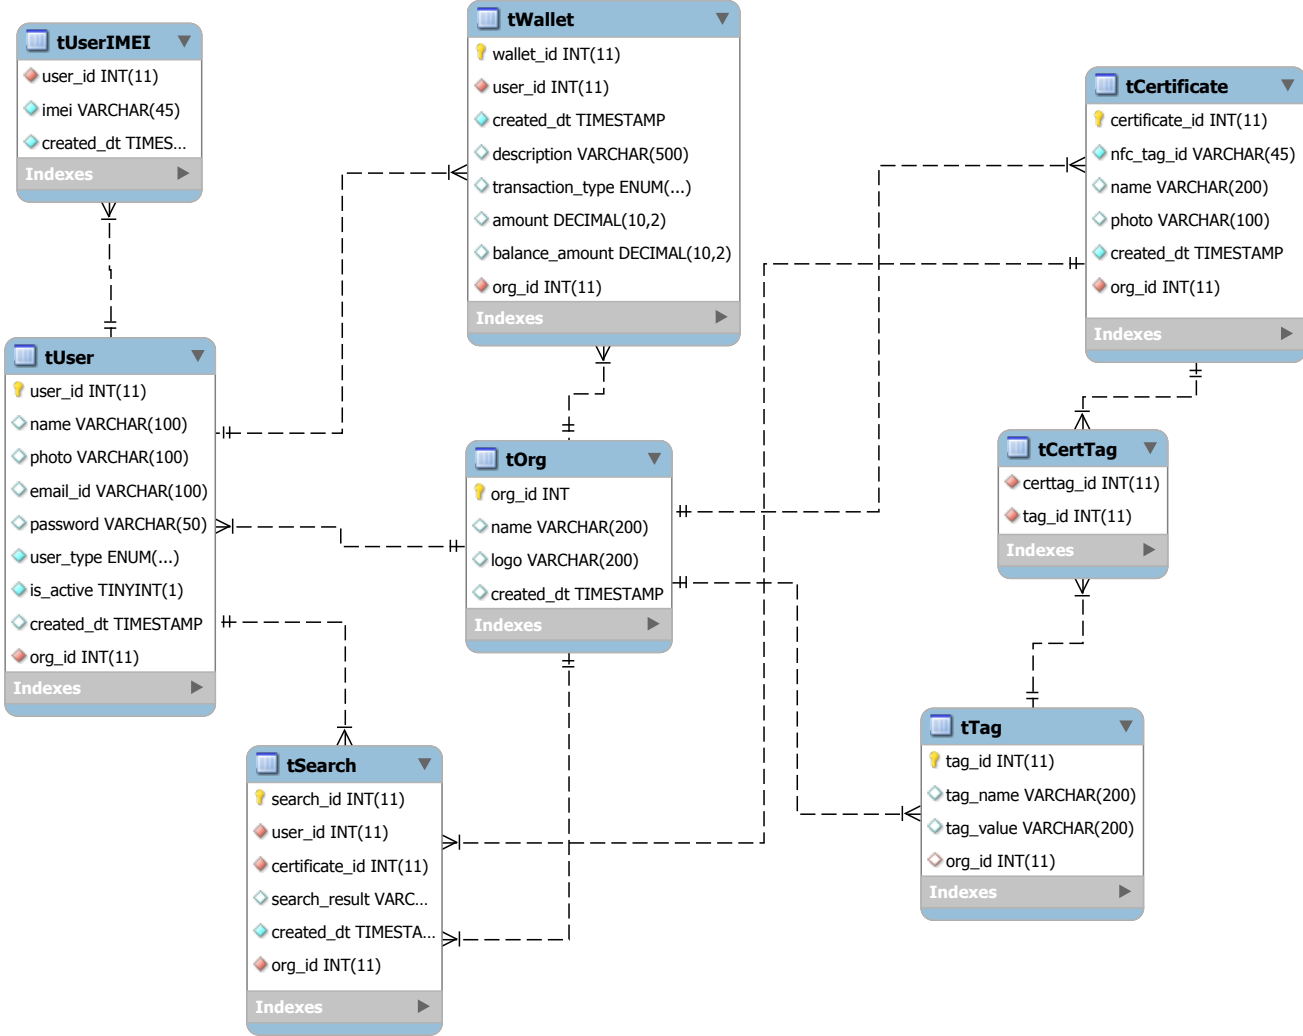 tUserIMEI
user_id INT(11)
imei VARCHAR(45)
created_dt TIMES...
Indexes
tWallet
wallet_id INT(11)
user_id INT(11)
created_dt TIMESTAMP
description VARCHAR(500)
transaction_type ENUM(...)
amount DECIMAL(10,2)
balance_amount DECIMAL(10,2)
org_id INT(11)
Indexes
tCertificate
certificate_id INT(11)
nfc_tag_id VARCHAR(45)
name VARCHAR(200)
photo VARCHAR(100)
created_dt TIMESTAMP
org_id INT(11)
Indexes
tUser
user_id INT(11)
name VARCHAR(100)
photo VARCHAR(100)
email_id VARCHAR(100)
password VARCHAR(50)
user_type ENUM(...)
is_active TINYINT(1)
created_dt TIMESTAMP
org_id INT(11)
Indexes
tOrg
org_id INT
name VARCHAR(200)
logo VARCHAR(200)
created_dt TIMESTAMP
Indexes
tCertTag
certtag_id INT(11)
tag_id INT(11)
Indexes
tSearch
search_id INT(11)
user_id INT(11)
certificate_id INT(11)
search_result VARC...
created_dt TIMESTA...
org_id INT(11)
Indexes
tTag
tag_id INT(11)
tag_name VARCHAR(200)
tag_value VARCHAR(200)
org_id INT(11)
Indexes